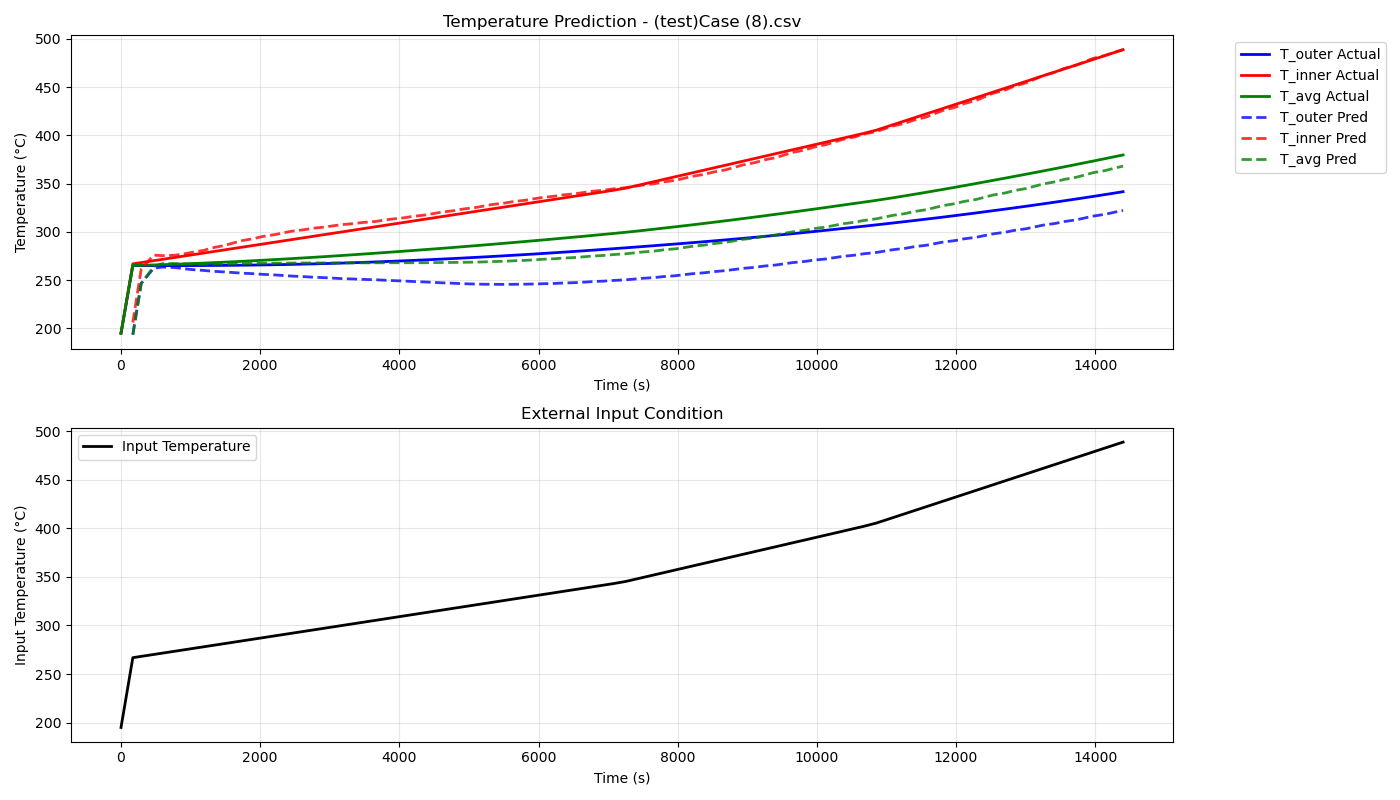 Temperature Prediction - (test)Case (8).csv
500
450
400
350
300
250
200
Temperature (°C)
0 2000 4000 6000 8000 10000 12000 14000
Time (s)
T_outer Actual
T_inner Actual
T_avg Actual
T_outer Pred
T_inner Pred
T_avg Pred
External Input Condition
Input Temperature
500
450
400
350
300
250
200
Input Temperature (°C)
0 2000 4000 6000 8000 10000 12000 14000
Time (s)